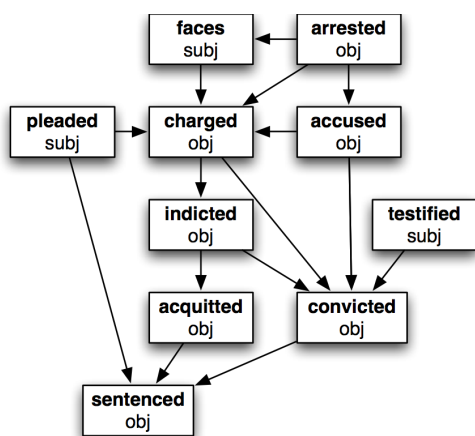 faces
subj
arrested
obj
pleaded
subj
charged
obj
accused
obj
indicted
obj
testified
subj
acquitted
obj
convicted
obj
sentenced
obj